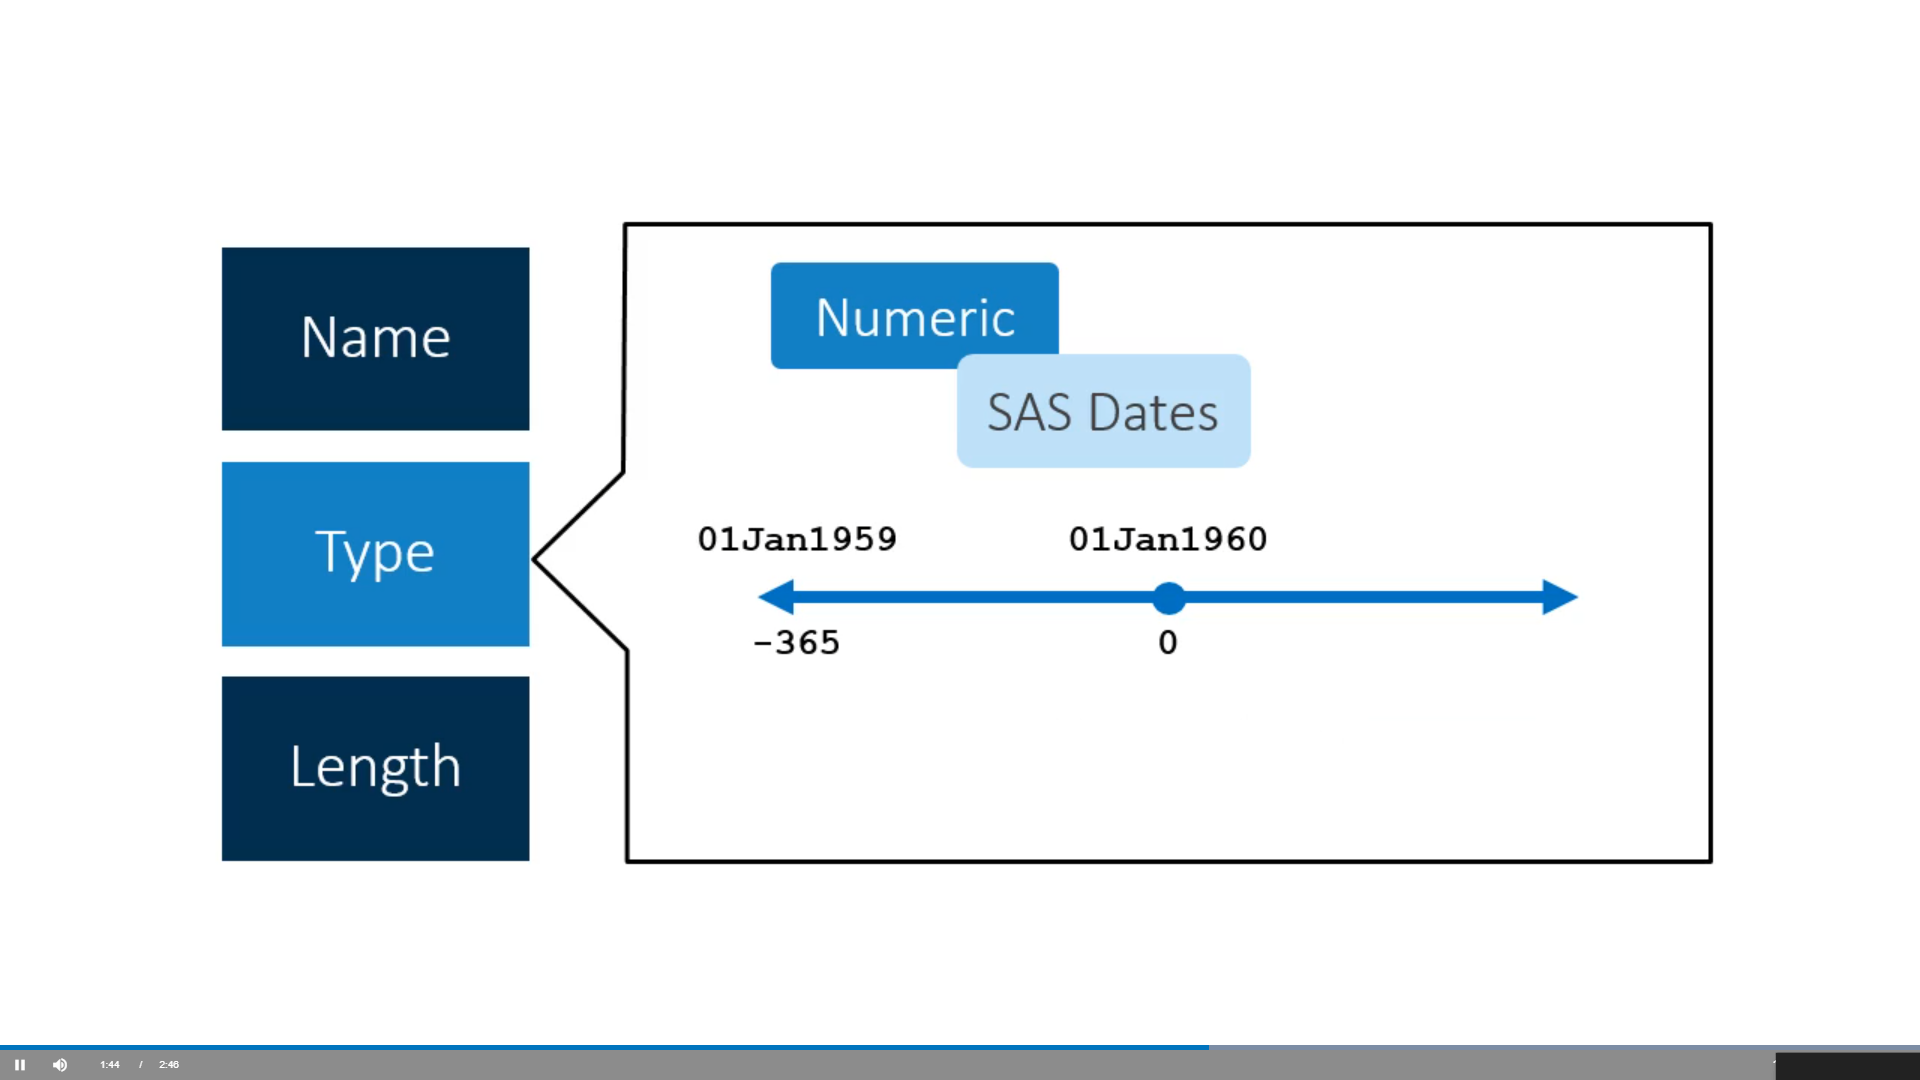 Name
Type
Length
Numeric
SAS Dates
01Jan1959 01Jan1960
-365 0
1:44 / 2:46